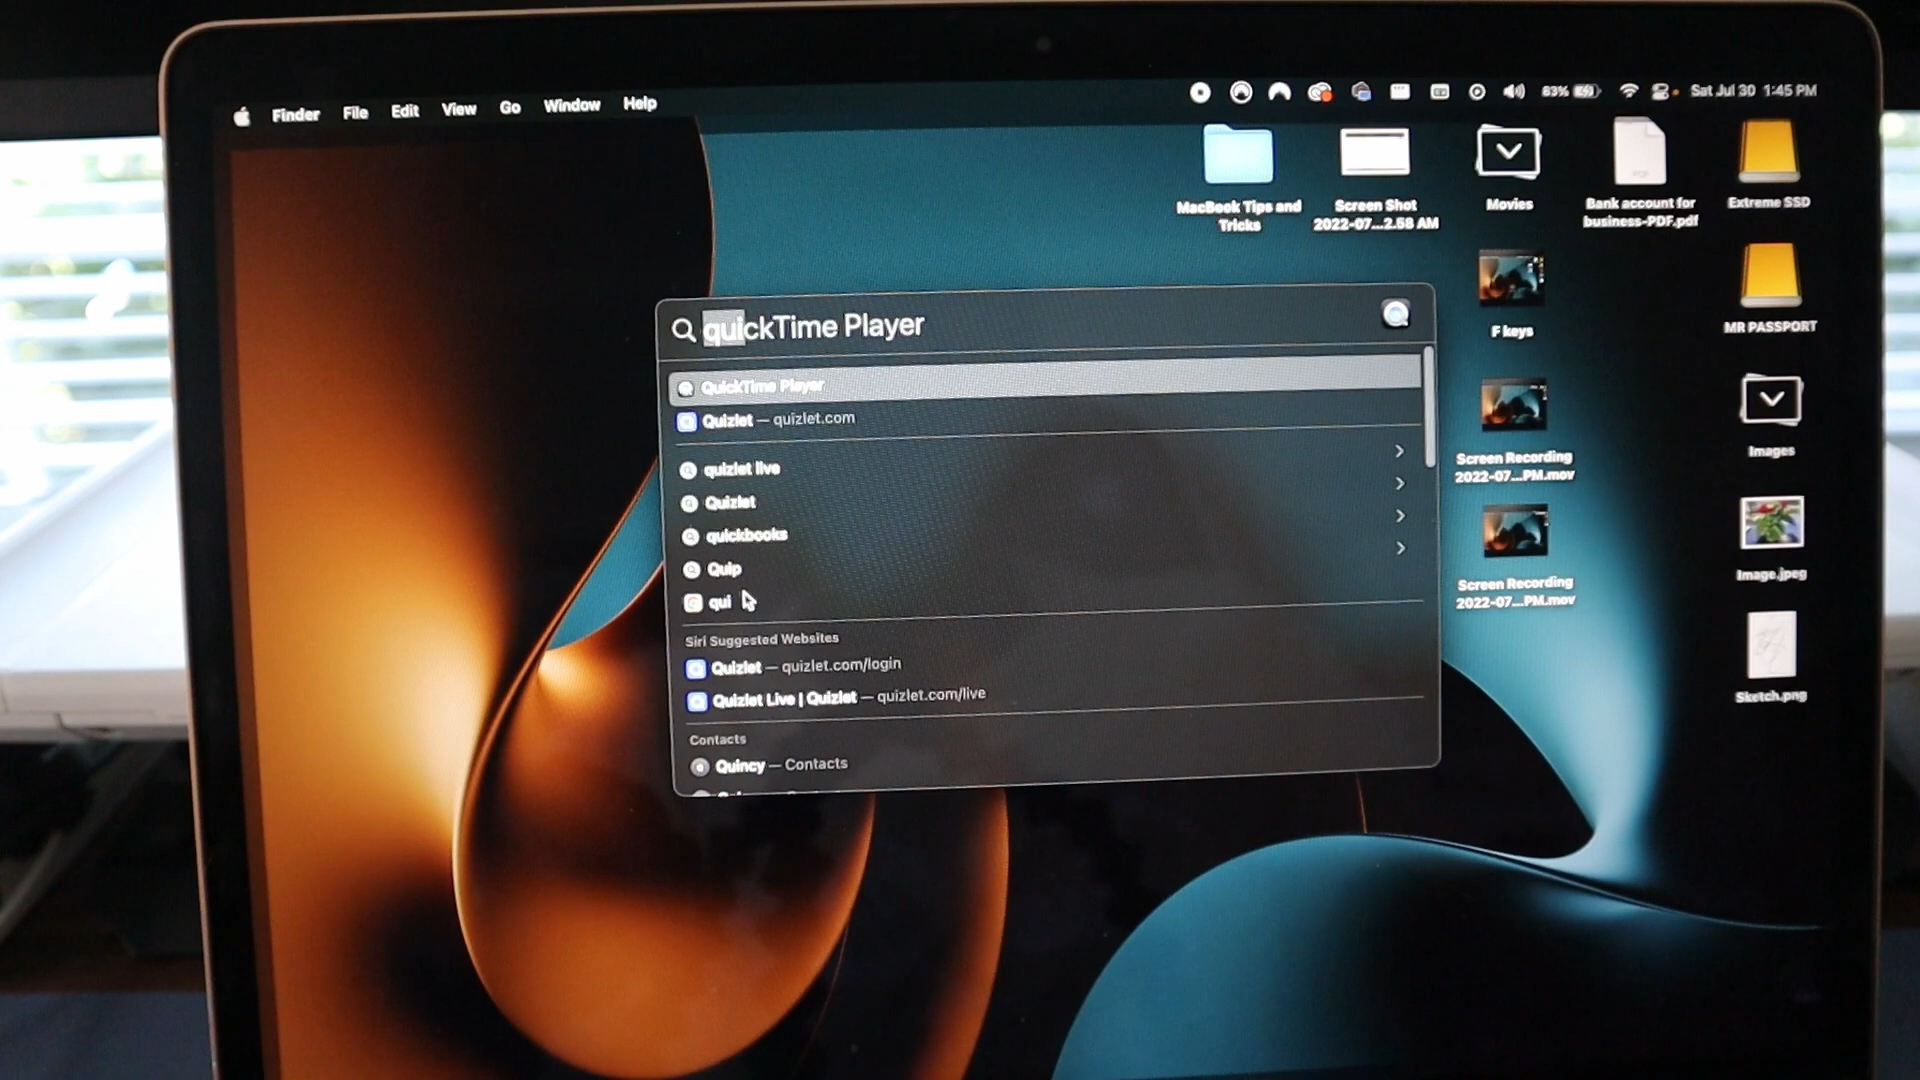 Finder File Edit View Go Window Help
63% Sat Jul 30 1:45 PM
MacBook Tips and
Tricks
Screen Shot
2022-07...2.58 AM
Movies
Bank account for
business-PDF.pdf
Extreme SSD
quickTime Player
QuickTime Player
Quizlet — quizlet.com
quizlet live
Quizlet
quickbooks
Quip
qui
Siri Suggested Websites
Quizlet — quizlet.com/login
Quizlet Live | Quizlet — quizlet.com/live
Contacts
Quincy — Contacts
F keys
MR PASSPORT
Screen Recording
2022-07...PM.mov
Images
Screen Recording
2022-07...PM.mov
Image.jpeg
Sketch.png